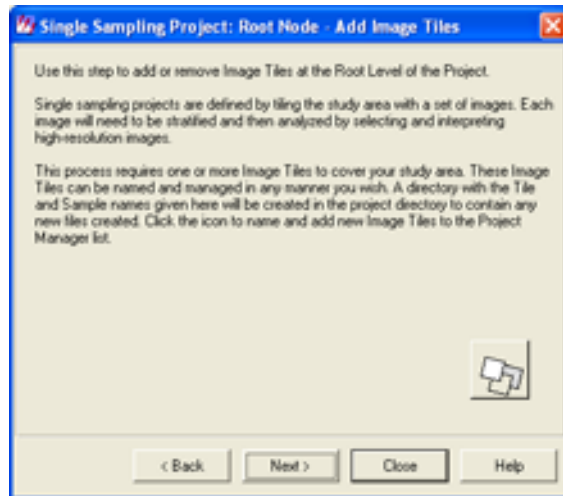 Single Sampling Project: Root Node - Add Image Tiles
Use this step to add or remove Image Tiles at the Root Level of the Project.
Single sampling projects are defined by tiling the study area with a set of images. Each
image will need to be stratified and then analyzed by selecting and interpreting
high-resolution images.
This process requires one or more Image Tiles to cover your study area. These Image
Tiles can be named and managed in any manner you wish. A directory with the Tile
and Sample names given here will be created in the project directory to contain any
new files created. Click the icon to name and add new Image Tiles to the Project
Manager list.
< Back
Next >
Close
Help